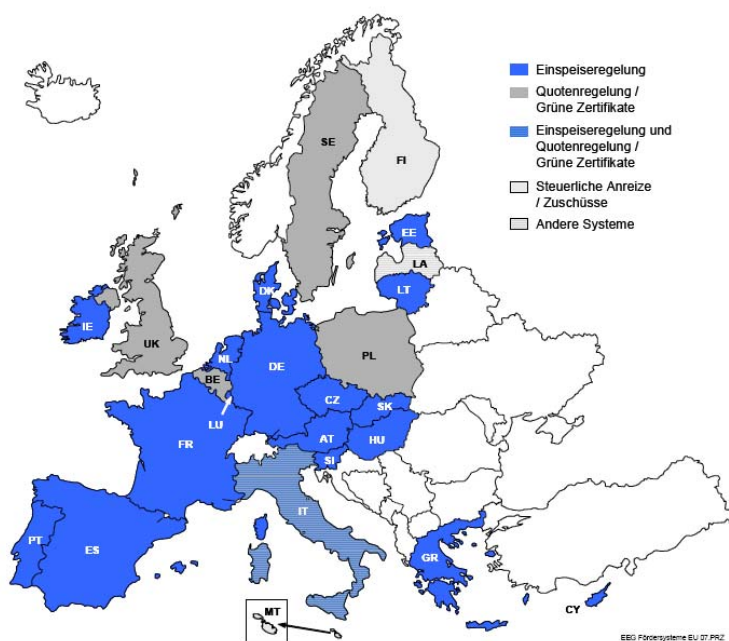 Einspeiseregelung
Quotenregelung /
Grüne Zertifikate
Einspeiseregelung und
Quotenregelung /
Grüne Zertifikate
Steuerliche Anreize
/ Zuschüsse
Andere Systeme
SE
FI
EE
LA
LT
DK
IE
UK
NL
DE
PL
BE
LU
CZ
SK
FR
AT
HU
SI
IT
PT
ES
GR
MT
CY
EEG Fördersysteme EU 07.PRZ